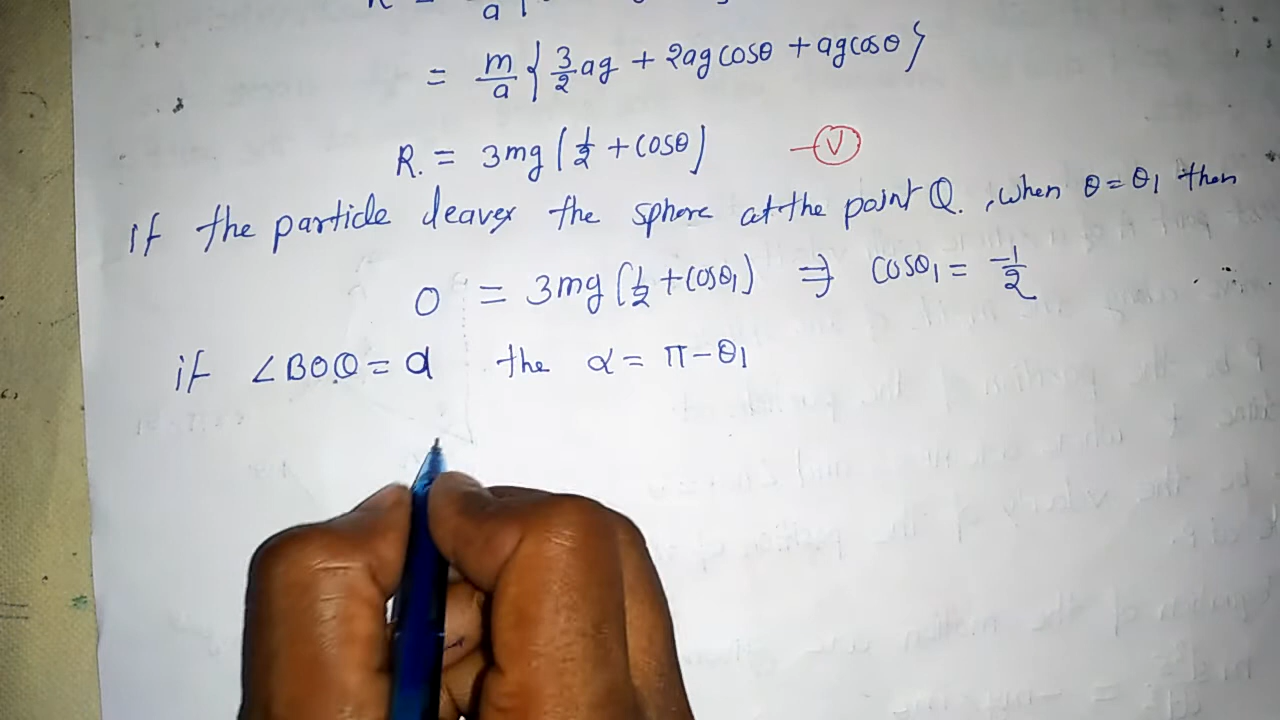 a
= m/a { 3/2 ag + 2ag cosθ + ag cosθ }
R. = 3mg ( 1/2 + cosθ ) — V
if the particle leaves the sphere at the point Q. , when θ = θ1 then
0 = 3mg ( 1/2 + cosθ1 ) ⇒ cosθ1 = -1/2
if ∠BOQ = α the α = π - θ1